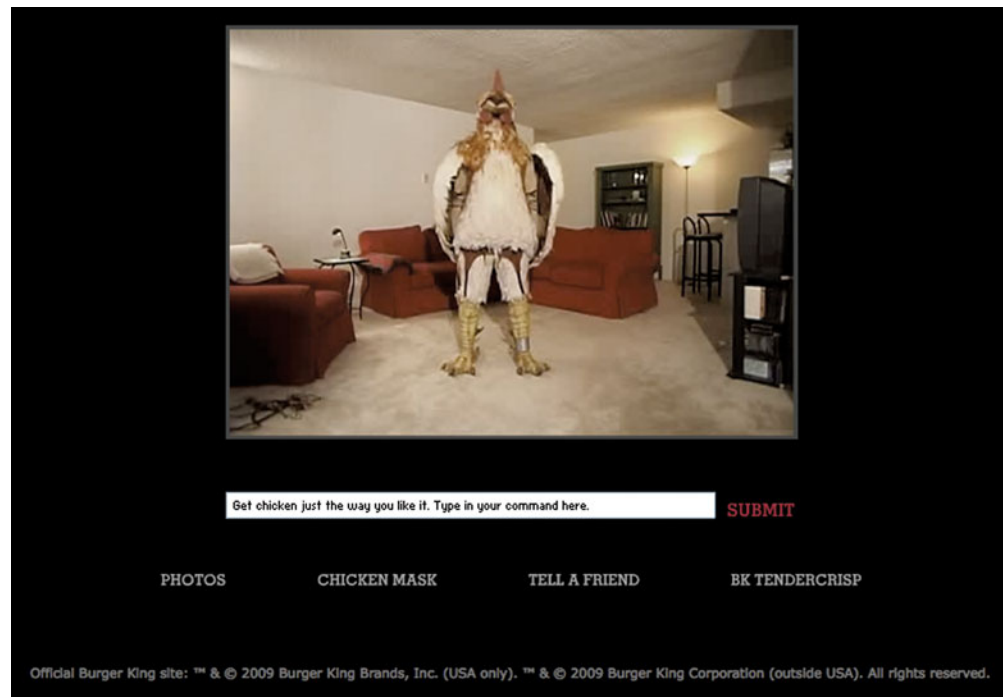 Get chicken just the way you like it. Type in your command here.
SUBMIT
PHOTOS
CHICKEN MASK
TELL A FRIEND
BK TENDERCRISP
Official Burger King site: ™ & © 2009 Burger King Brands, Inc. (USA only). ™ & © 2009 Burger King Corporation (outside USA). All rights reserved.